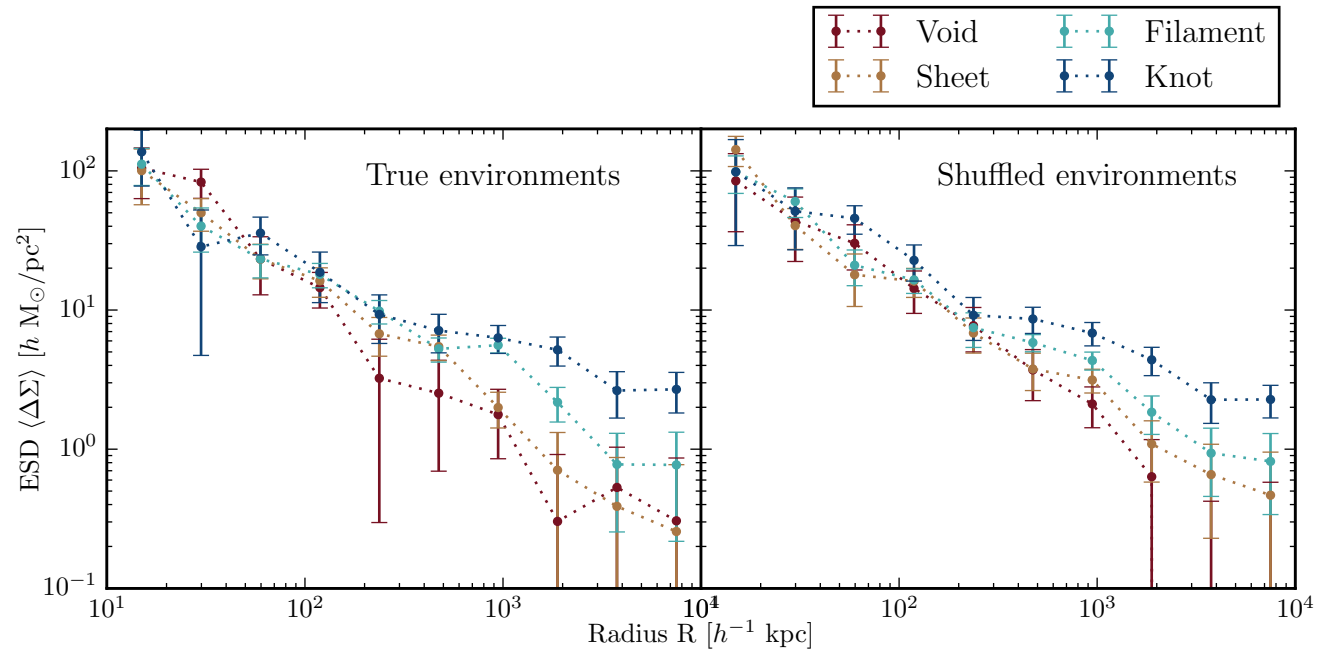 Void
Filament
Sheet
Knot
True environments
Shuffled environments
ESD ⟨ΔΣ⟩ [h M⊙/pc²]
10²
10¹
10⁰
10⁻¹
10¹ 10² 10³ 10⁴
10¹ 10² 10³ 10⁴
Radius R [h⁻¹ kpc]